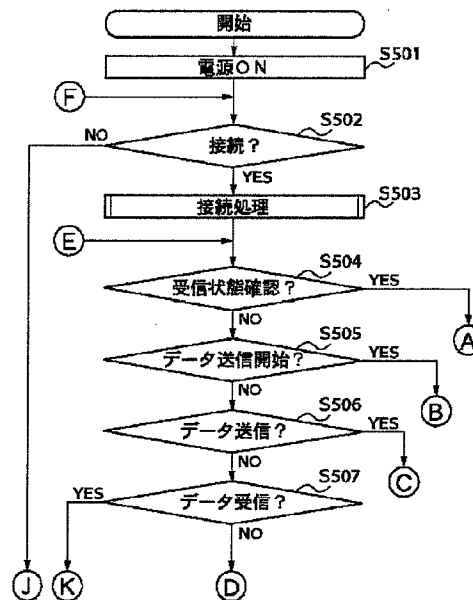 開始
電源ON
S501
F
S502
NO
接続？
YES
接続処理
S503
E
S504
受信状態確認？
YES
NO
A
S505
データ送信開始？
YES
NO
B
S506
データ送信？
YES
NO
C
S507
YES
データ受信？
NO
J
K
D